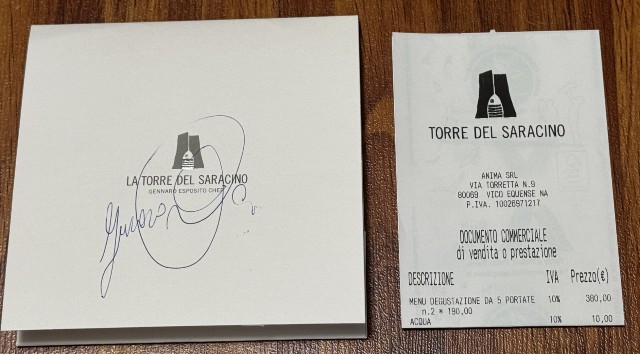 LA TORRE DEL SARACINO
GENNARO ESPOSITO CHEF
TORRE DEL SARACINO
ANIMA SRL
VIA TORRETTA N.9
80069 VICO EQUENSE NA
P.IVA. 10026971217
DOCUMENTO COMMERCIALE
di vendita o prestazione
DESCRIZIONE IVA Prezzo(€)
MENU DEGUSTAZIONE DA 5 PORTATE 10% 380,00
n.2 * 190,00
ACQUA 10% 10,00